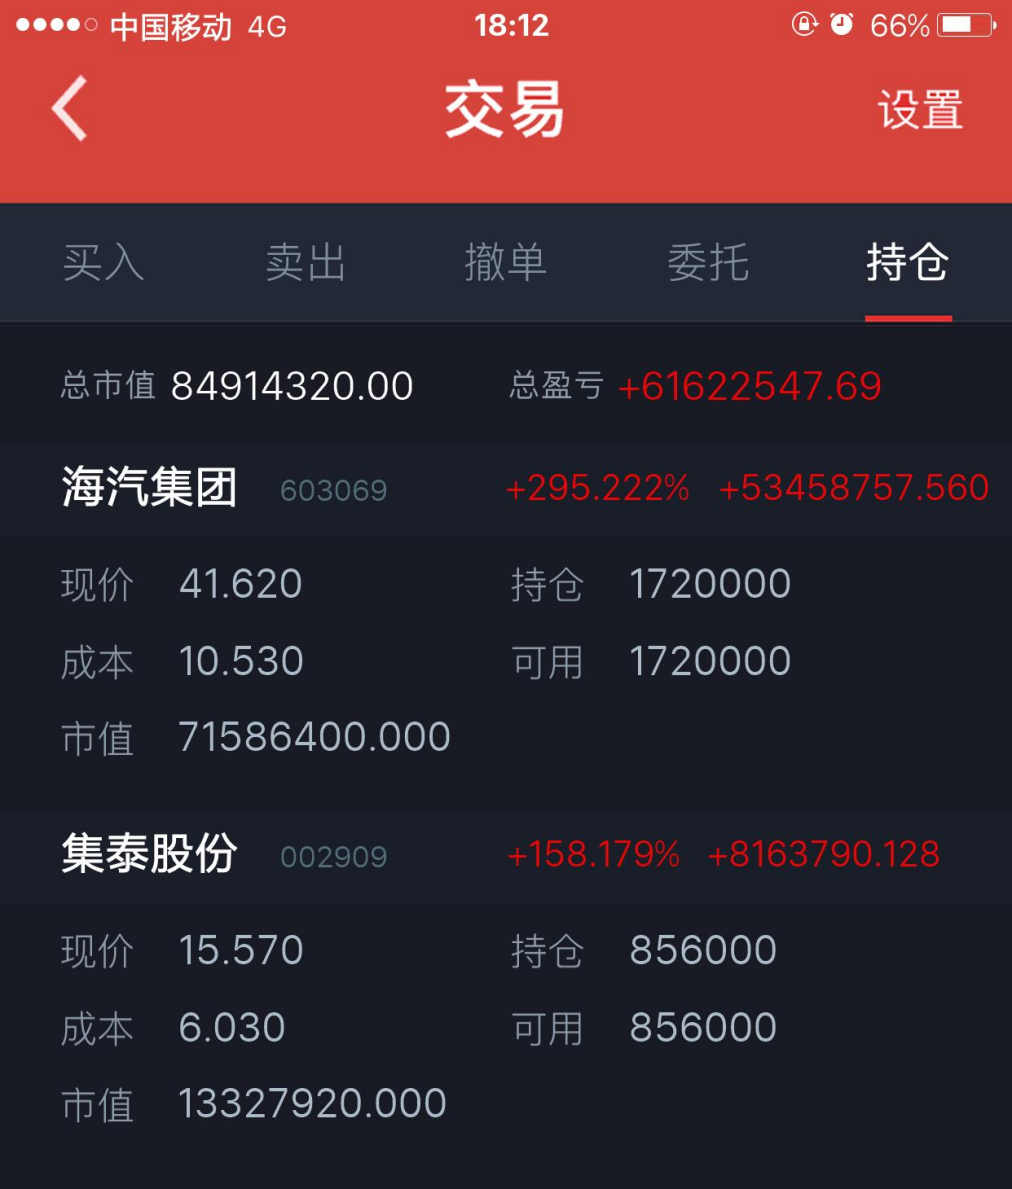 中国移动 4G 18:12 66%
交易 设置
买入 卖出 撤单 委托 持仓
总市值 84914320.00 总盈亏 +61622547.69
海汽集团 603069 +295.222% +53458757.560
现价 41.620 持仓 1720000
成本 10.530 可用 1720000
市值 71586400.000
集泰股份 002909 +158.179% +8163790.128
现价 15.570 持仓 856000
成本 6.030 可用 856000
市值 13327920.000